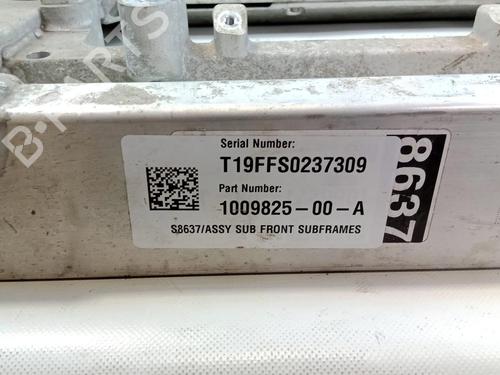 Serial Number:
T19FFS0237309
Part Number:
1009825-00-A
S8637/ASSY SUB FRONT SUBFRAMES
8637
B-PARTS